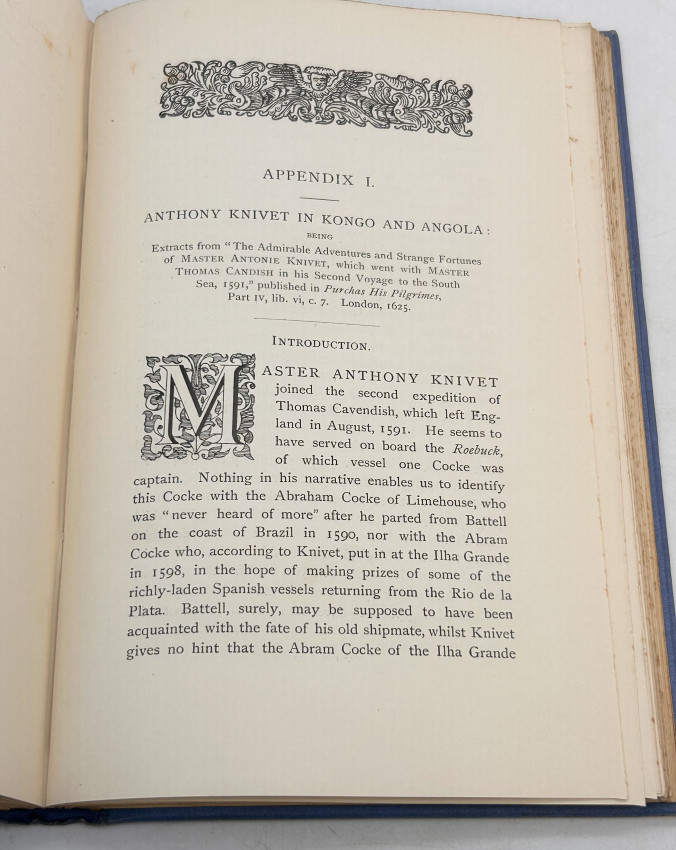 APPENDIX I.
ANTHONY KNIVET IN KONGO AND ANGOLA:
BEING
Extracts from "The Admirable Adventures and Strange Fortunes
of MASTER ANTONIE KNIVET, which went with MASTER
THOMAS CANDISH in his Second Voyage to the South
Sea, 1591," published in Purchas His Pilgrimes,
Part IV, lib. vi, c. 7. London, 1625.
INTRODUCTION.
MASTER ANTHONY KNIVET
joined the second expedition of
Thomas Cavendish, which left Eng-
land in August, 1591. He seems to
have served on board the Roebuck,
of which vessel one Cocke was
captain. Nothing in his narrative enables us to identify
this Cocke with the Abraham Cocke of Limehouse, who
was "never heard of more" after he parted from Battell
on the coast of Brazil in 1590, nor with the Abram
Cocke who, according to Knivet, put in at the Ilha Grande
in 1598, in the hope of making prizes of some of the
richly-laden Spanish vessels returning from the Rio de la
Plata. Battell, surely, may be supposed to have been
acquainted with the fate of his old shipmate, whilst Knivet
gives no hint that the Abram Cocke of the Ilha Grande